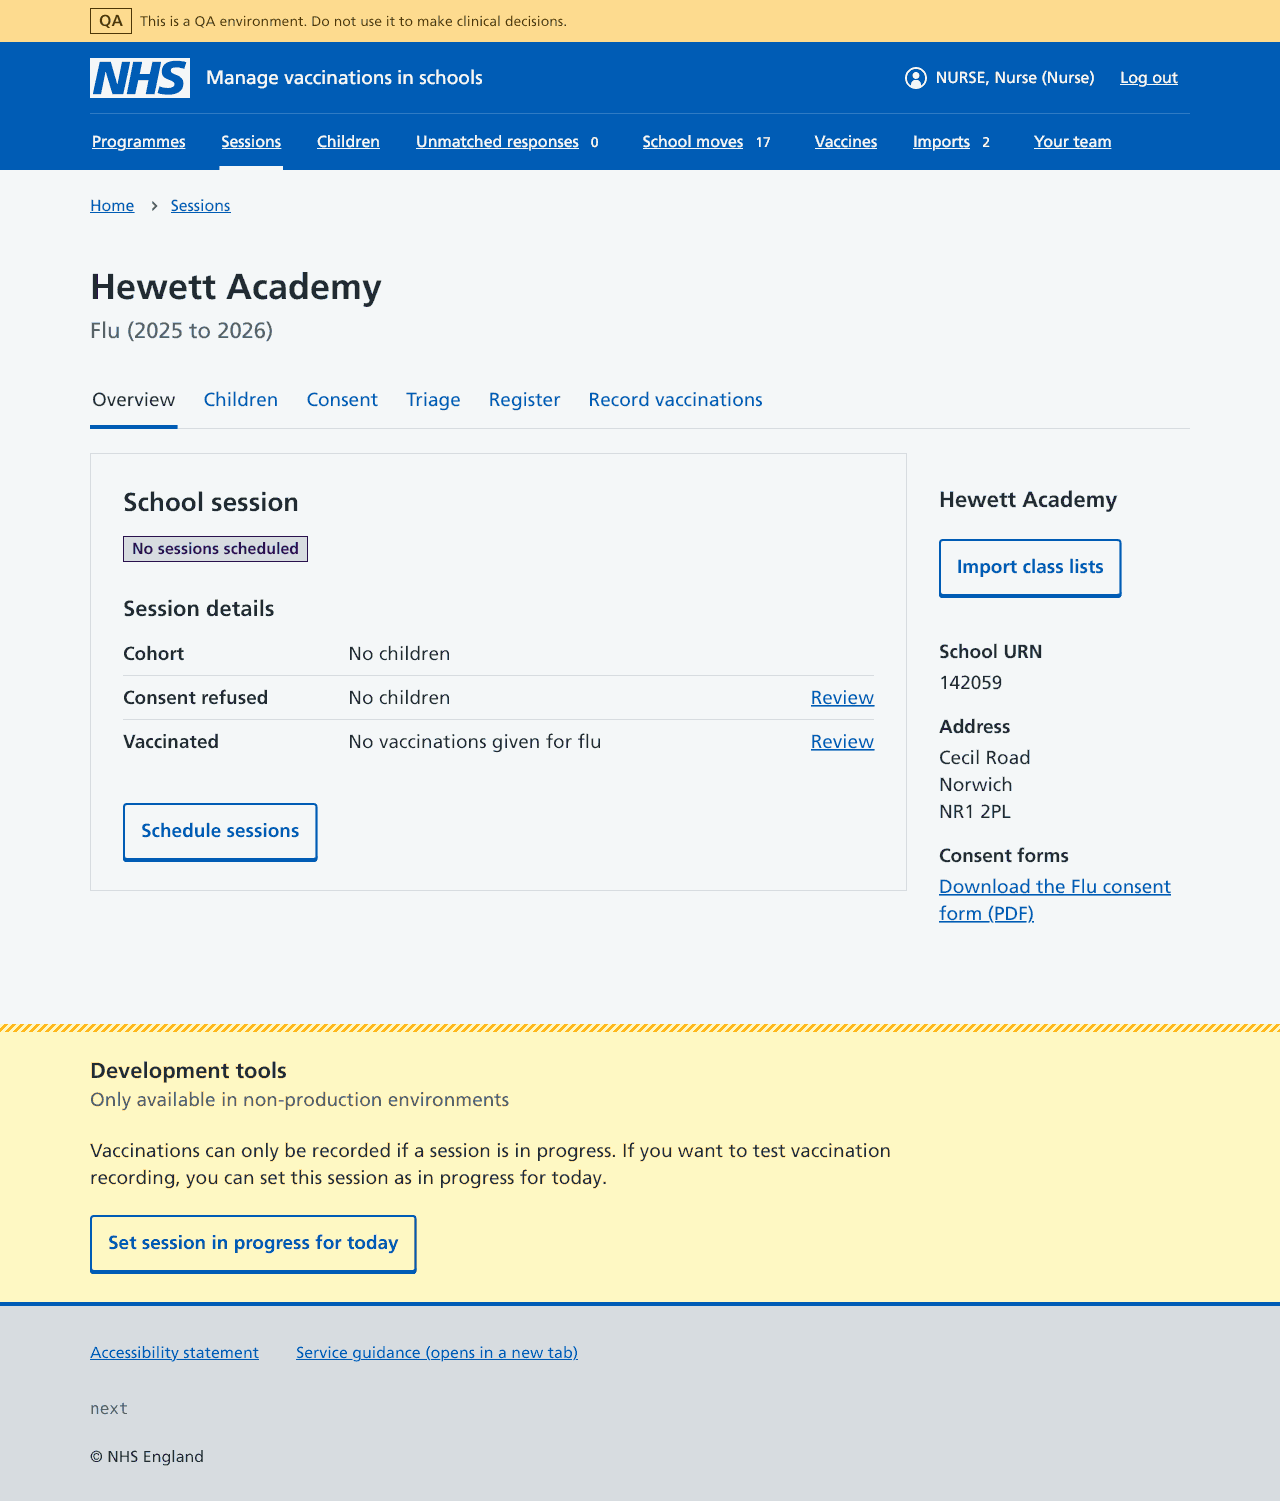 QA This is a QA environment. Do not use it to make clinical decisions.
NHS Manage vaccinations in schools NURSE, Nurse (Nurse) Log out
Programmes Sessions Children Unmatched responses 0 School moves 17 Vaccines Imports 2 Your team
Home Sessions
Hewett Academy
Flu (2025 to 2026)
Overview Children Consent Triage Register Record vaccinations
School session
No sessions scheduled
Session details
Cohort No children
Consent refused No children Review
Vaccinated No vaccinations given for flu Review
Schedule sessions
Hewett Academy
Import class lists
School URN
142059
Address
Cecil Road
Norwich
NR1 2PL
Consent forms
Download the Flu consent
form (PDF)
Development tools
Only available in non-production environments
Vaccinations can only be recorded if a session is in progress. If you want to test vaccination
recording, you can set this session as in progress for today.
Set session in progress for today
Accessibility statement Service guidance (opens in a new tab)
next
© NHS England